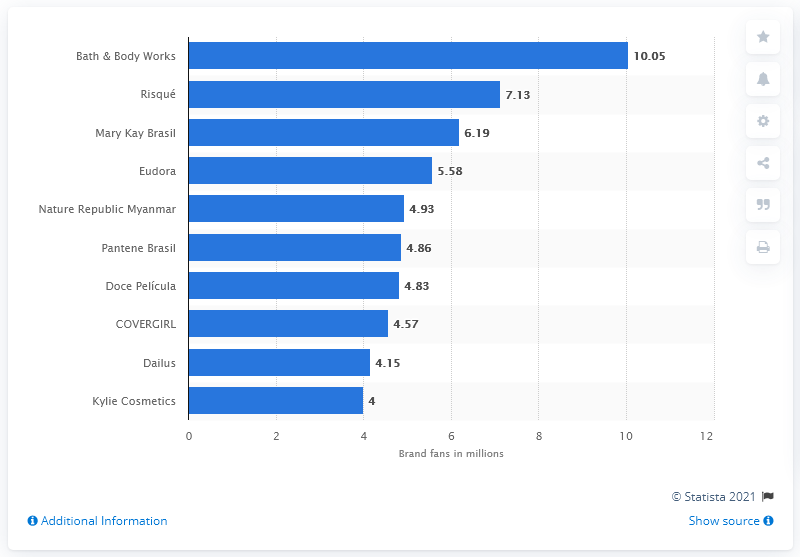 Bath & Body Works 10.05
Risqué 7.13
Mary Kay Brasil 6.19
Eudora 5.58
Nature Republic Myanmar 4.93
Pantene Brasil 4.86
Doce Película 4.83
COVERGIRL 4.57
Dailus 4.15
Kylie Cosmetics 4
0 2 4 6 8 10 12
Brand fans in millions
© Statista 2021
Additional Information
Show source